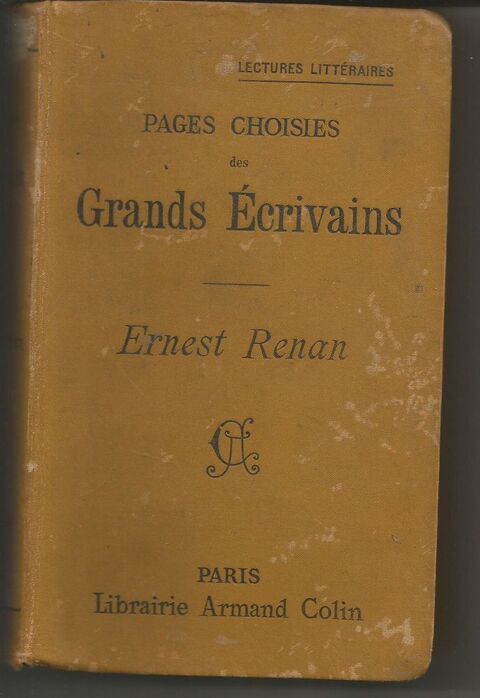 LECTURES LITTÉRAIRES
PAGES CHOISIES
des
Grands Écrivains
Ernest Renan
AC
PARIS
Librairie Armand Colin